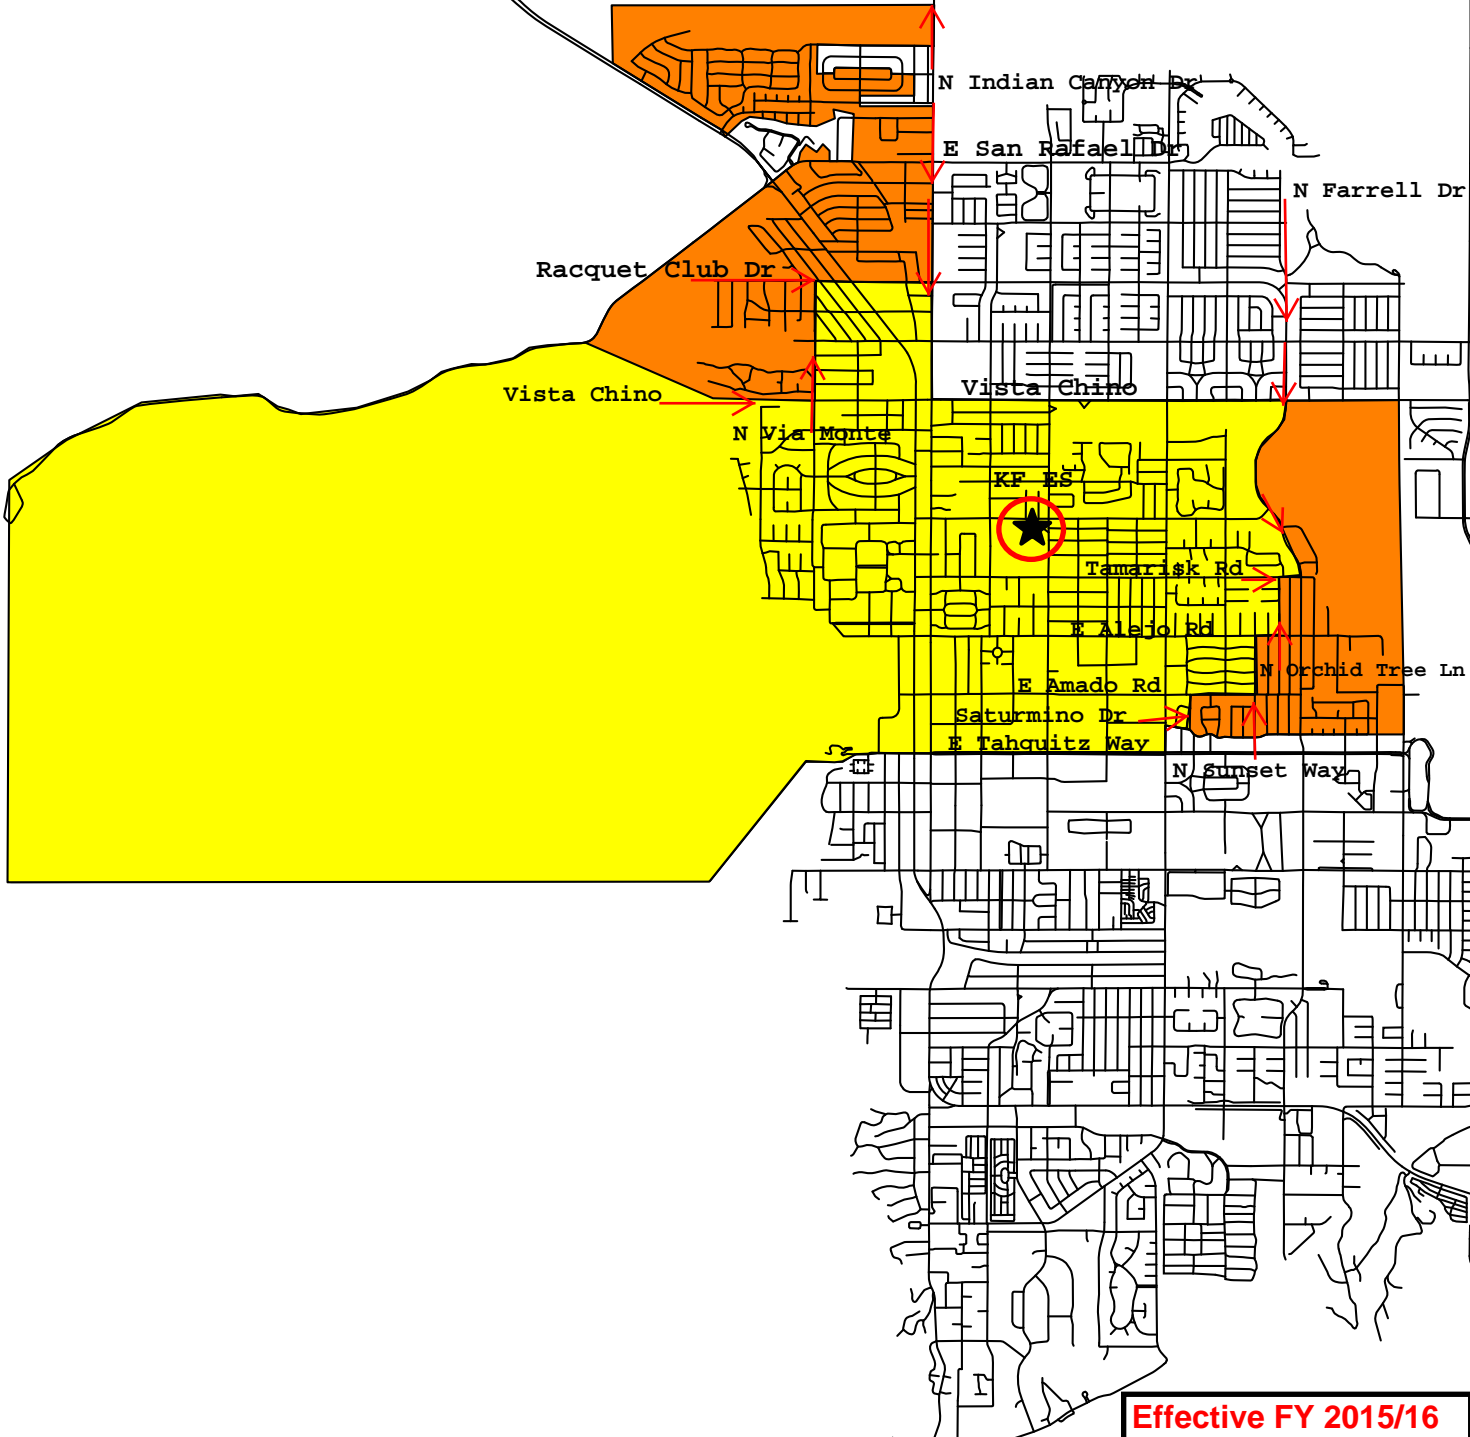 N Indian Canyon Dr
E San Rafael Dr
N Farrell Dr
Racquet Club Dr
Vista Chino
Vista Chino
N Via Monte
KF ES
Tamarisk Rd
E Alejo Rd
N Orchid Tree Ln
E Amado Rd
Saturmino Dr
E Tahquitz Way
N Sunset Way
Effective FY 2015/16